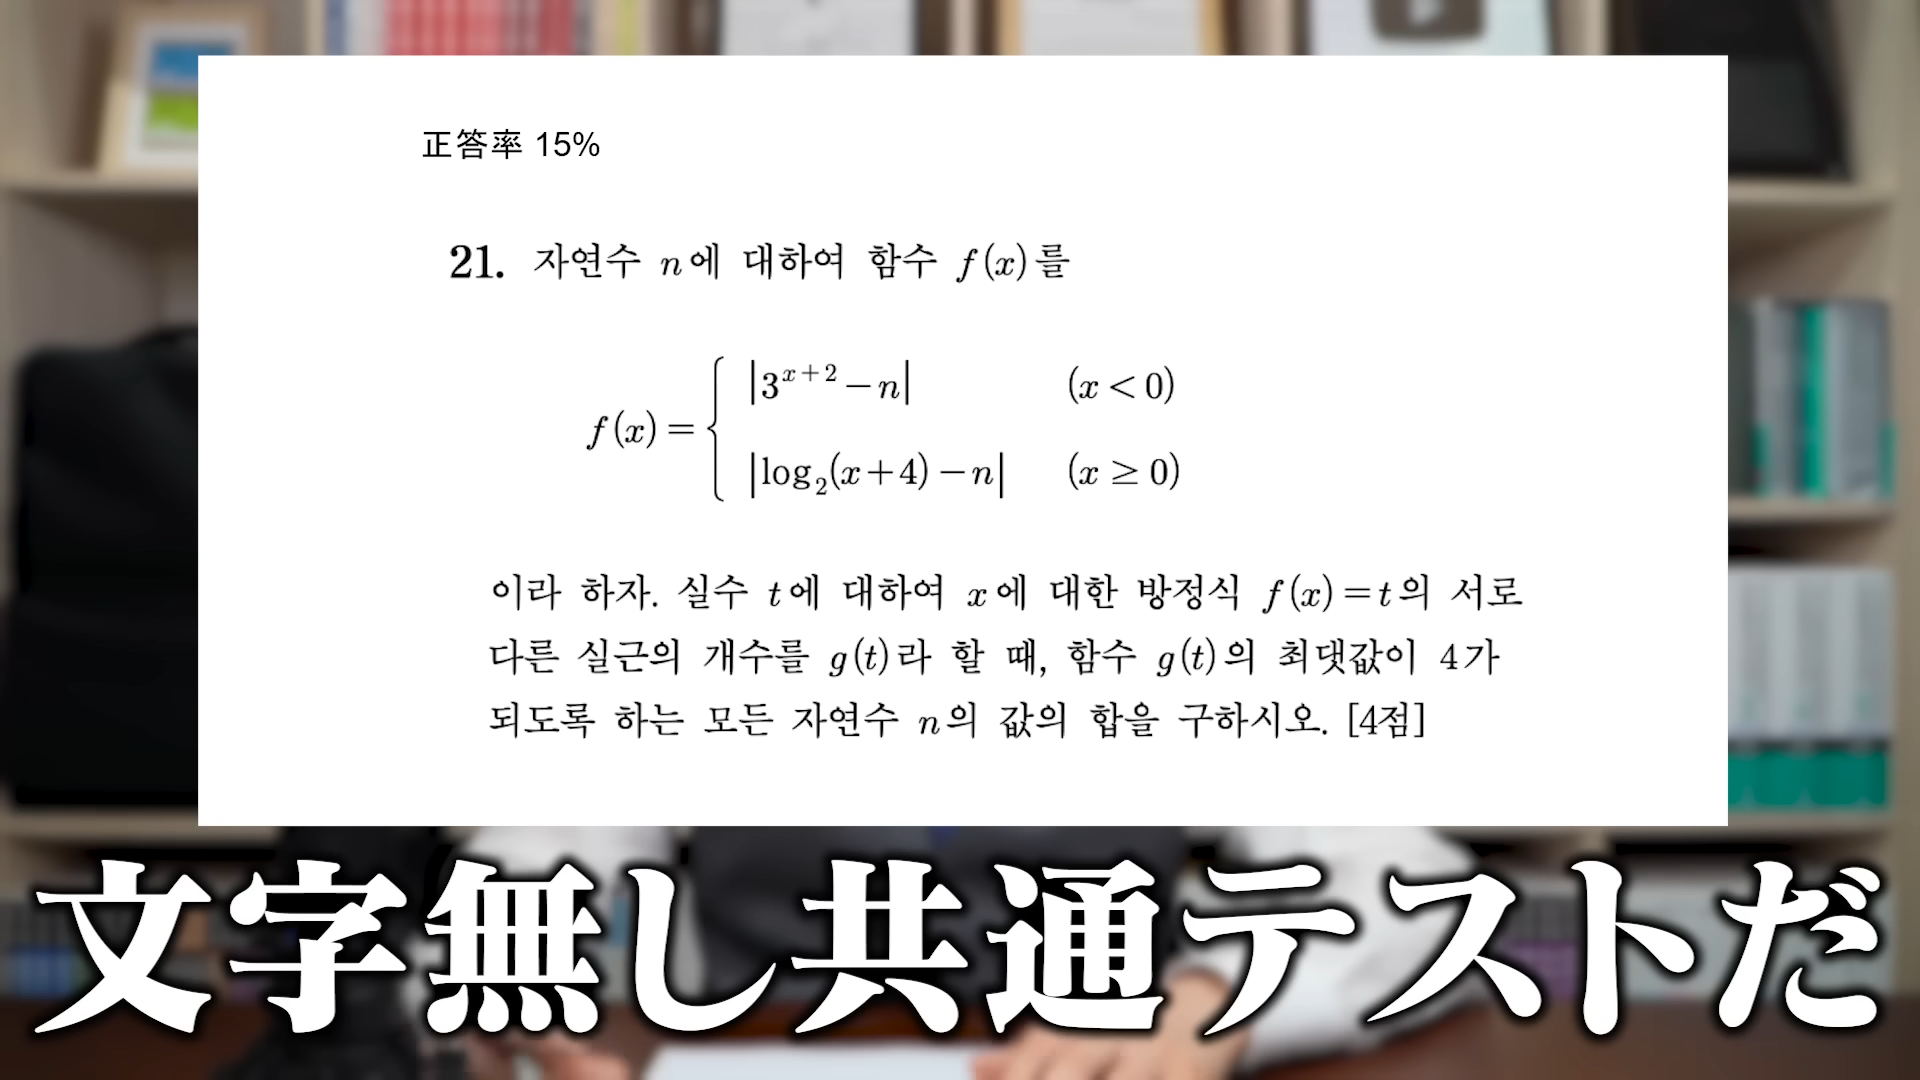 正答率 15%
21. 자연수 n에 대하여 함수 f(x)를
f(x) = { |3^{x+2} − n| (x < 0)
|log₂(x+4) − n| (x ≥ 0)
이라 하자. 실수 t에 대하여 x에 대한 방정식 f(x)=t의 서로
다른 실근의 개수를 g(t)라 할 때, 함수 g(t)의 최댓값이 4가
되도록 하는 모든 자연수 n의 값의 합을 구하시오. [4점]
文字無し共通テストだ